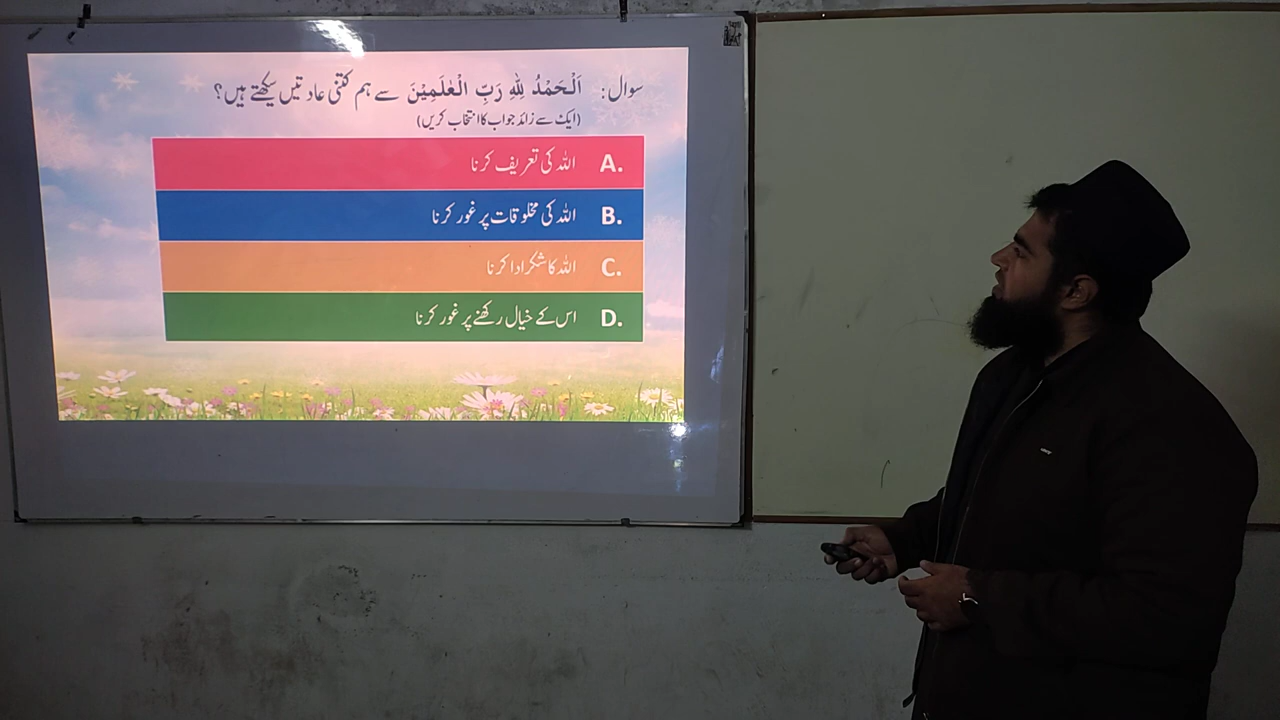 سوال: اَلْحَمْدُ لِلّٰهِ رَبِّ الْعٰلَمِيْنَ سے ہم کتنی عادتیں سیکھتے ہیں؟
(ایک سے زائد جواب کا انتخاب کریں)
A. اللہ کی تعریف کرنا
B. اللہ کی مخلوقات پر غور کرنا
C. اللہ کا شکر ادا کرنا
D. اس کے خیال رکھنے پر غور کرنا